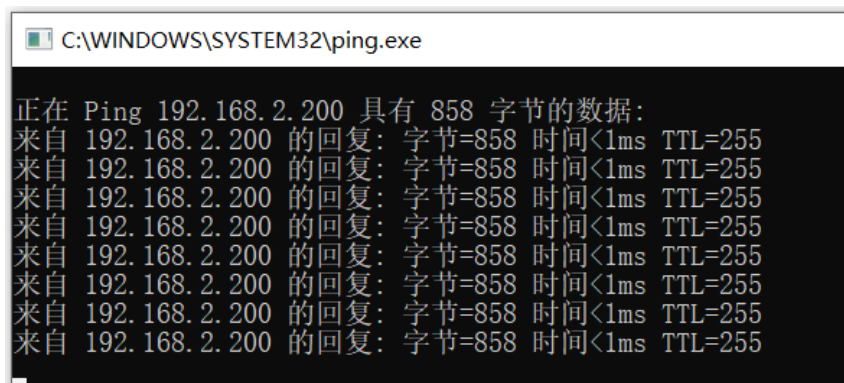 C:\WINDOWS\SYSTEM32\ping.exe
正在 Ping 192.168.2.200 具有 858 字节的数据:
来自 192.168.2.200 的回复: 字节=858 时间<1ms TTL=255
来自 192.168.2.200 的回复: 字节=858 时间<1ms TTL=255
来自 192.168.2.200 的回复: 字节=858 时间<1ms TTL=255
来自 192.168.2.200 的回复: 字节=858 时间<1ms TTL=255
来自 192.168.2.200 的回复: 字节=858 时间<1ms TTL=255
来自 192.168.2.200 的回复: 字节=858 时间<1ms TTL=255
来自 192.168.2.200 的回复: 字节=858 时间<1ms TTL=255
来自 192.168.2.200 的回复: 字节=858 时间<1ms TTL=255